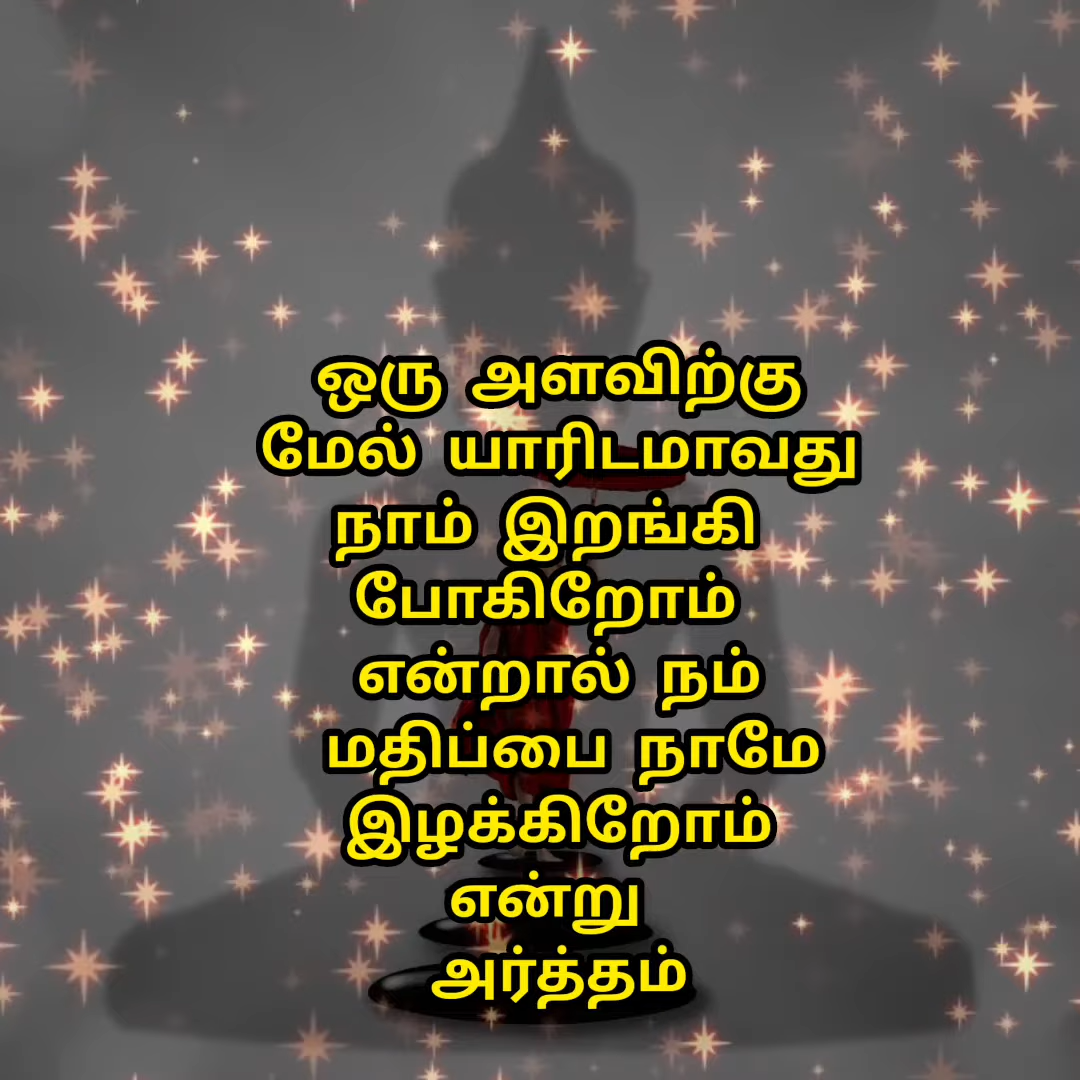 ஒரு அளவிற்கு
மேல் யாரிடமாவது
நாம் இறங்கி
போகிறோம்
என்றால் நம்
மதிப்பை நாமே
இழக்கிறோம்
என்று
அர்த்தம்